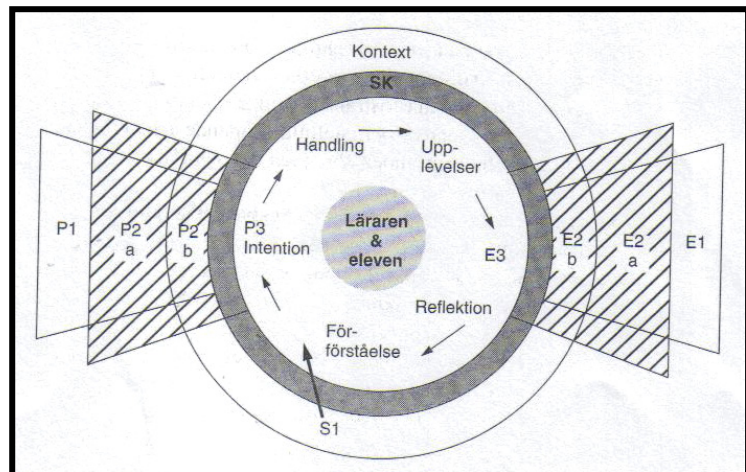 Kontext
SK
Handling
Upp-
levelser
P1
P2
a
P2
b
P3
Intention
Läraren
&
eleven
E3
E2
b
E2
a
E1
Reflektion
För-
förståelse
S1